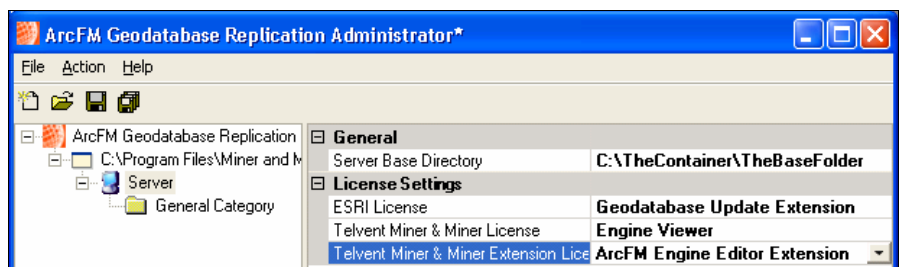 ArcFM Geodatabase Replication Administrator*
File Action Help
ArcFM Geodatabase Replication
C:\Program Files\Miner and M
Server
General Category
General
Server Base Directory C:\TheContainer\TheBaseFolder
License Settings
ESRI License Geodatabase Update Extension
Telvent Miner & Miner License Engine Viewer
Telvent Miner & Miner Extension Lice ArcFM Engine Editor Extension